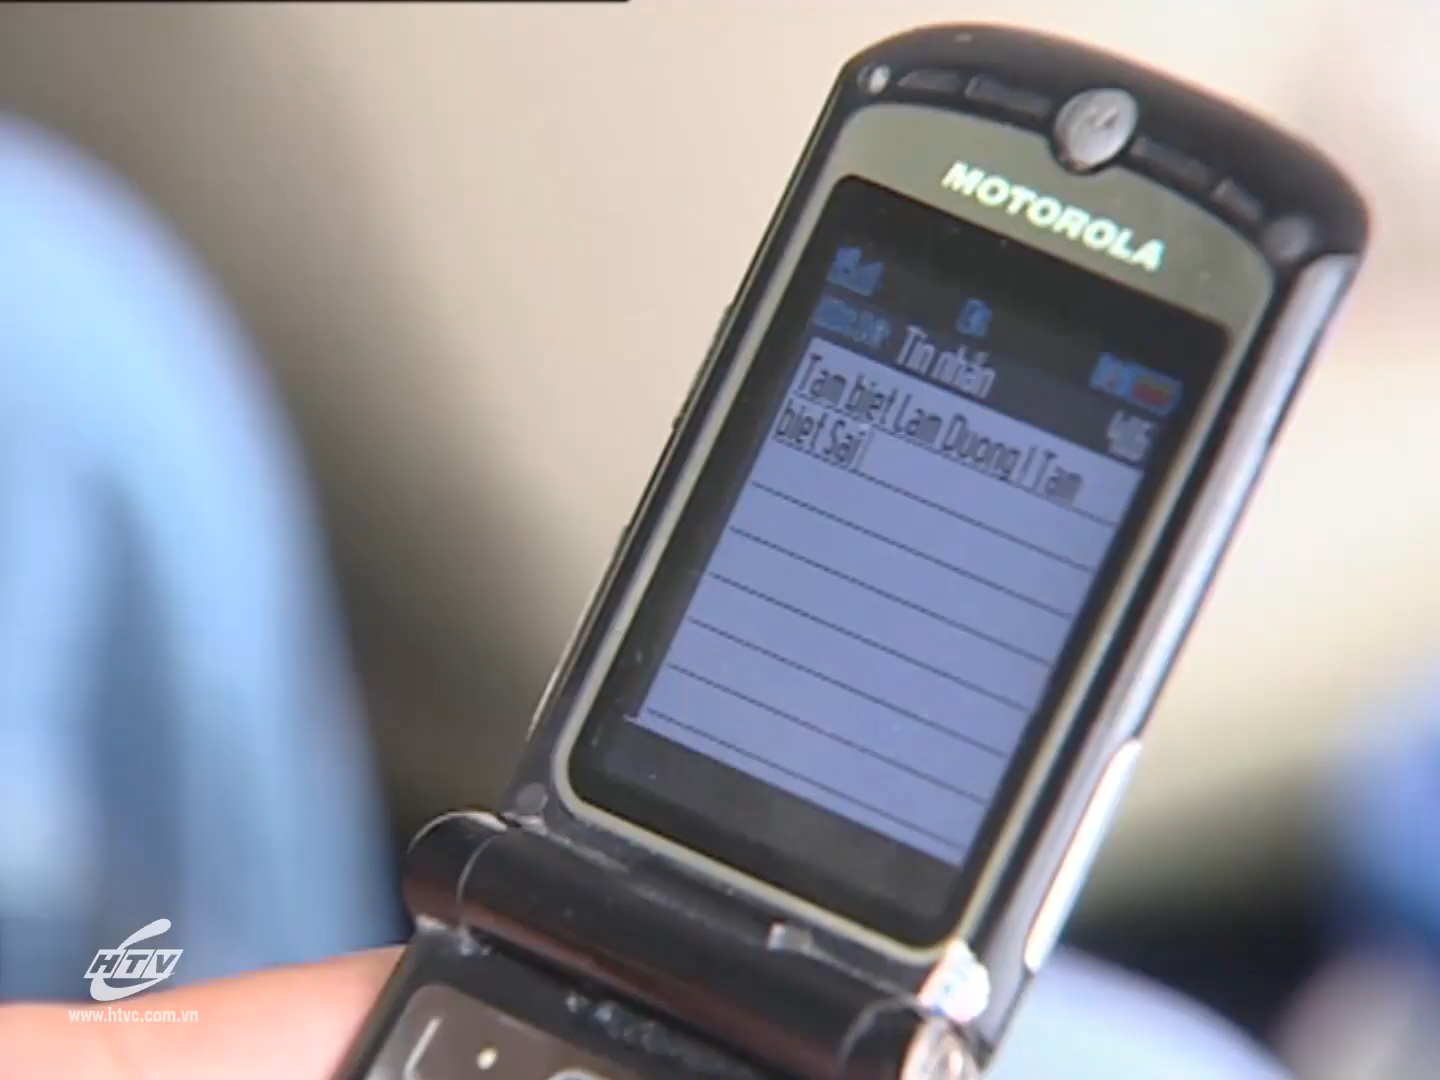 MOTOROLA
Tin nhắn
Tam biet Lam Duong ! Tam
biet Sai
HTV
www.htvc.com.vn